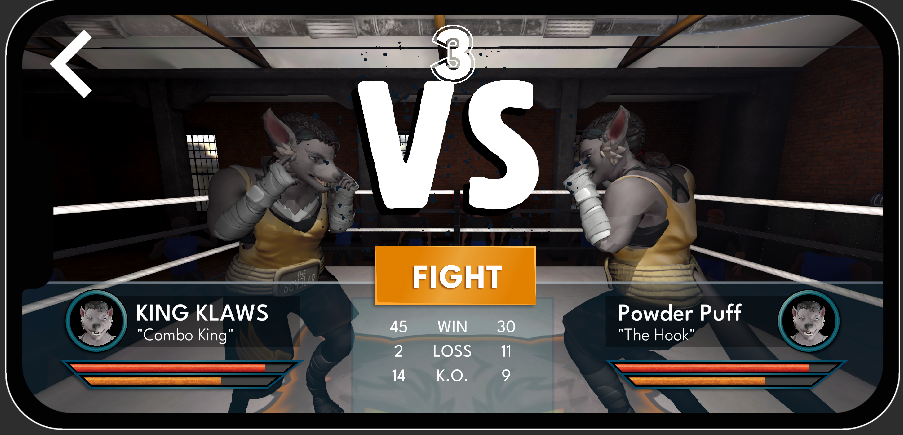 3
VS
FIGHT
KING KLAWS
"Combo King"
Powder Puff
"The Hook"
45 WIN 30
2 LOSS 11
14 K.O. 9